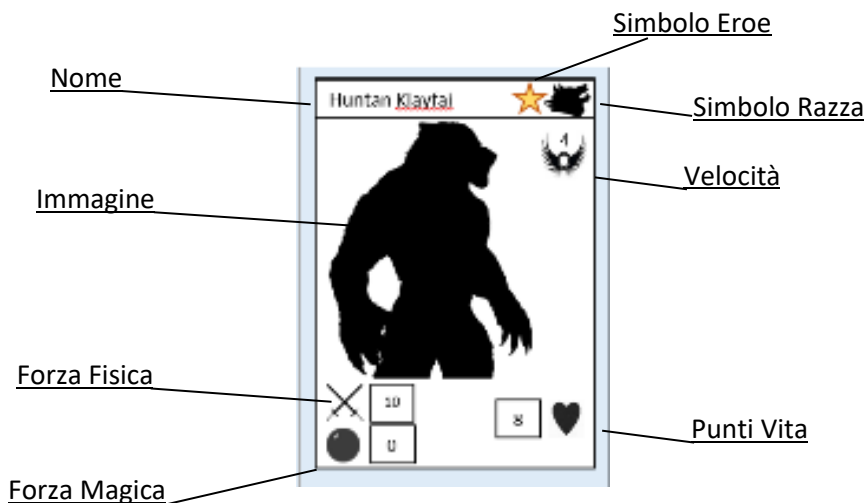 Simbolo Eroe
Nome
Huntan Klaytai
Simbolo Razza
4
Velocità
Immagine
Forza Fisica
10
8
0
Punti Vita
Forza Magica